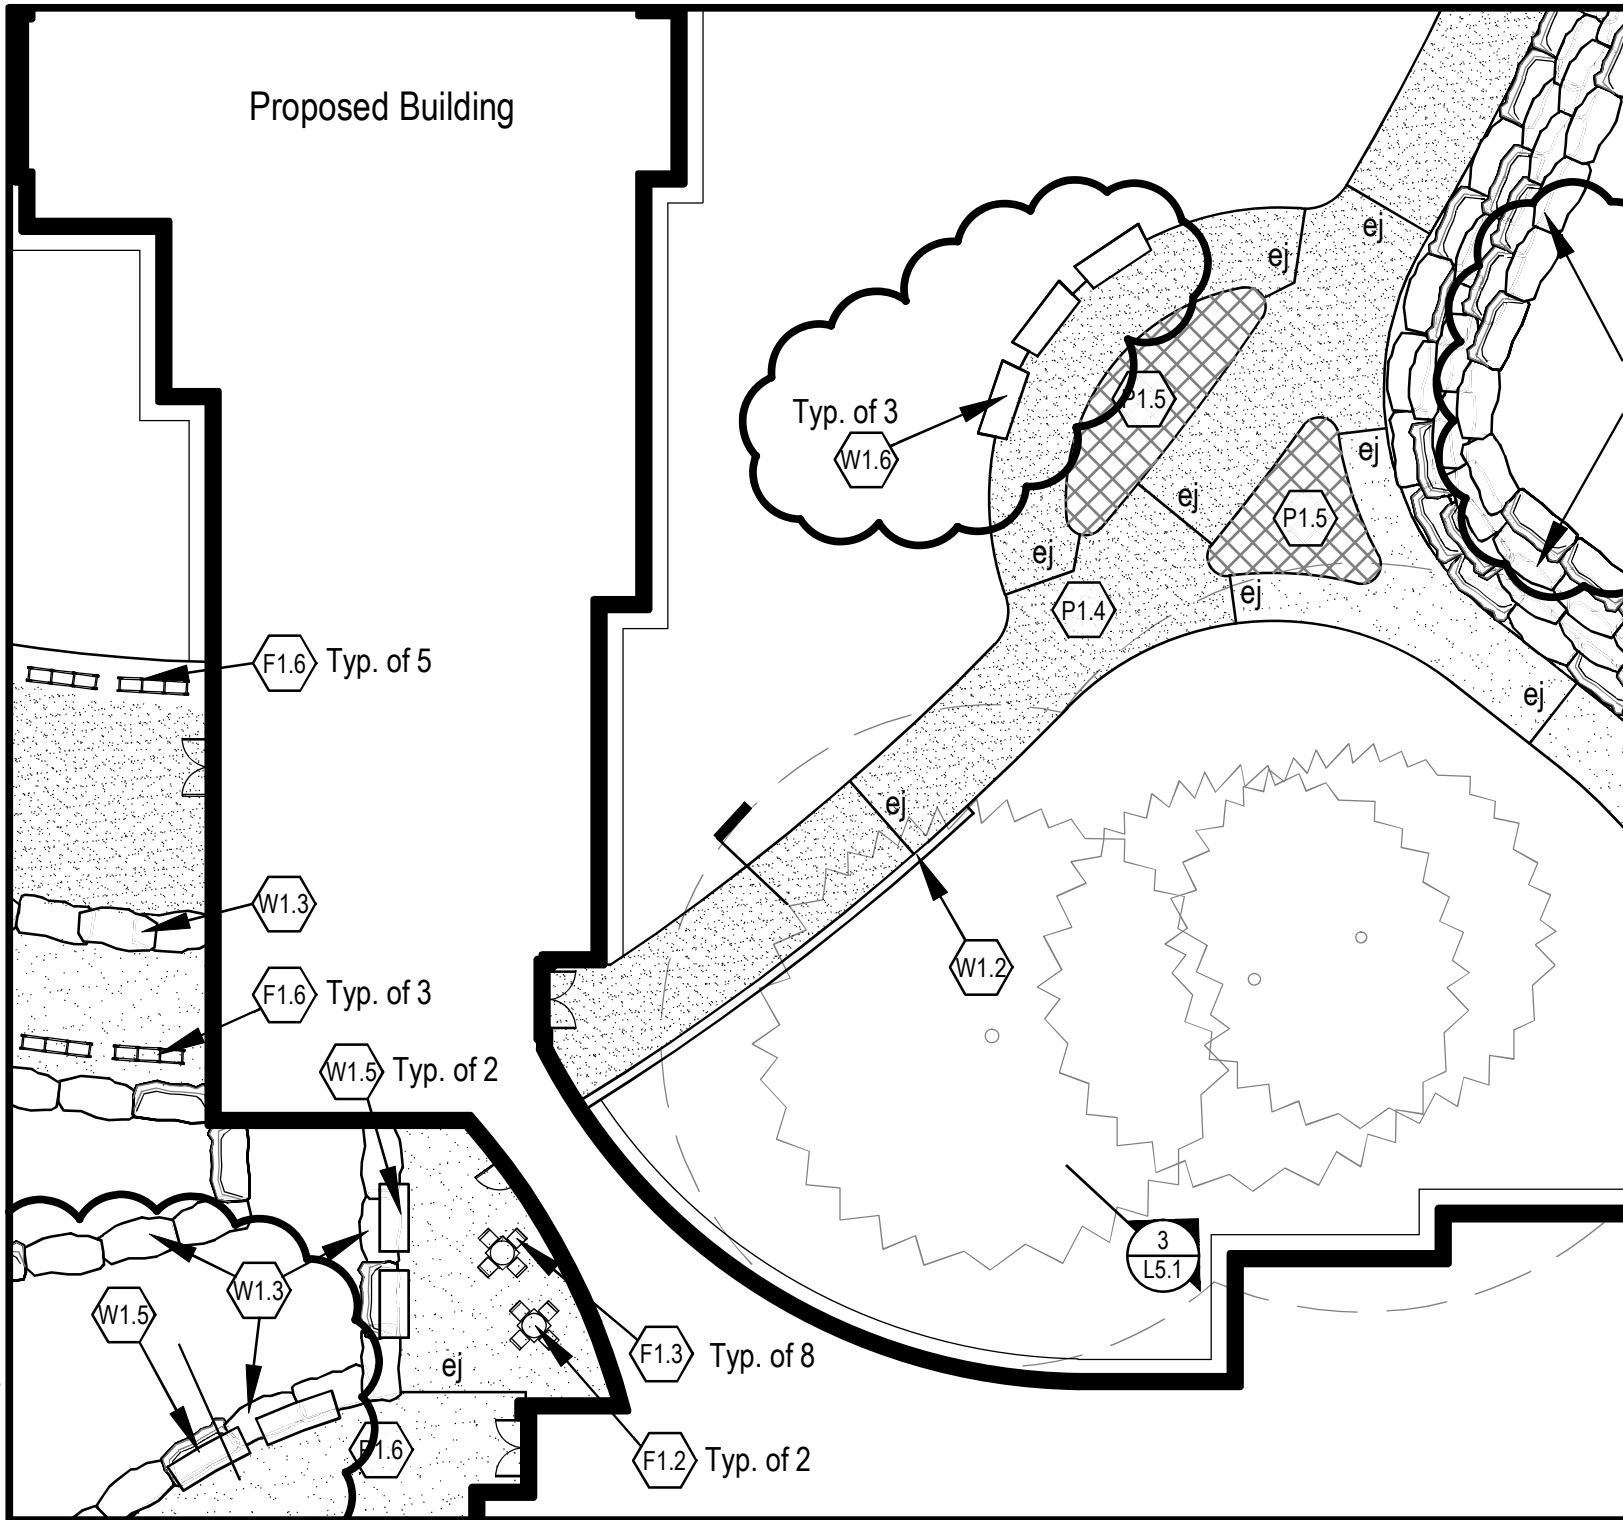 Proposed Building
ej
ej
Typ. of 3
W1.6
P1.5
ej
ej
P1.5
ej
ej
P1.4
F1.6 Typ. of 5
ej
ej
W1.3
W1.2
F1.6 Typ. of 3
W1.5 Typ. of 2
3
L5.1
W1.3
W1.5
F1.3 Typ. of 8
ej
F1.2 Typ. of 2